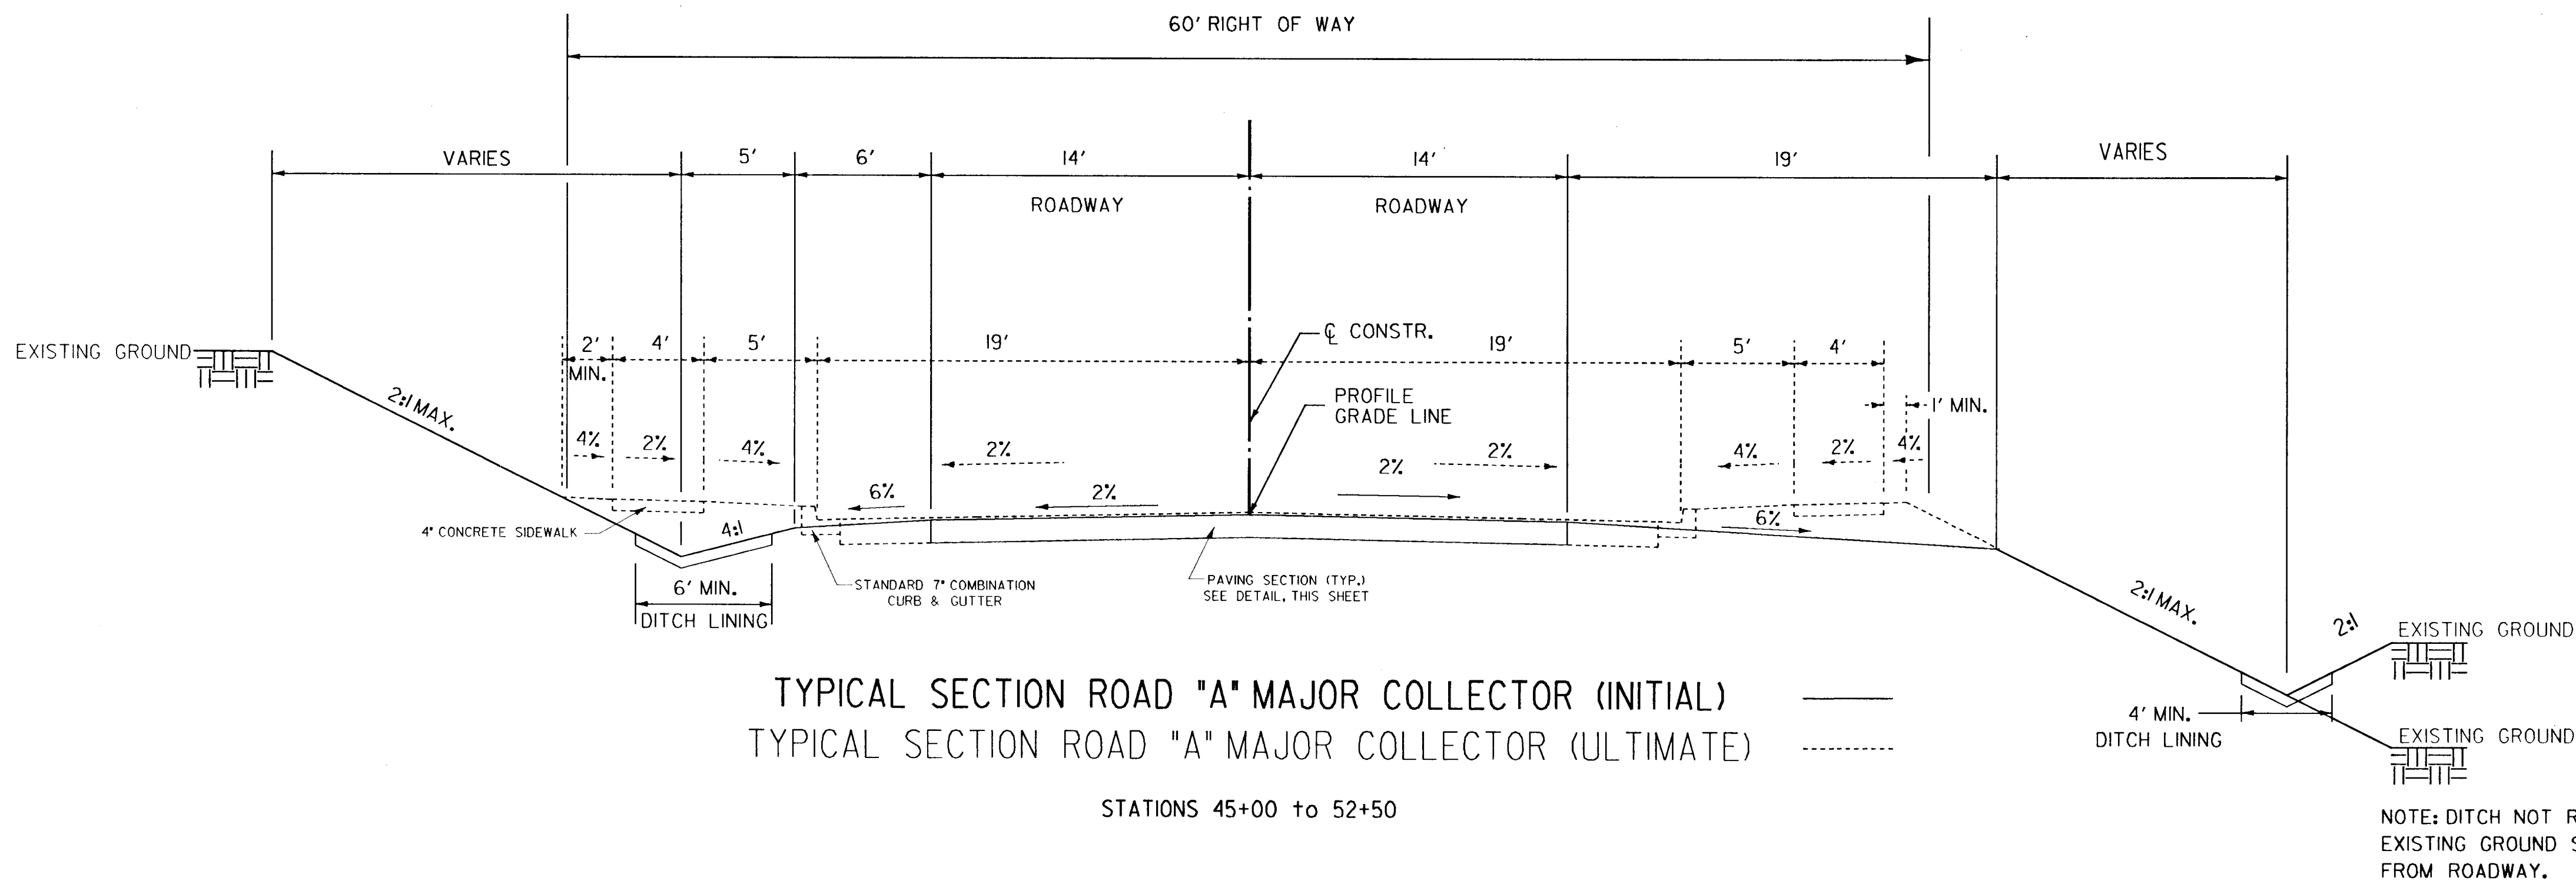 60' RIGHT OF WAY
VARIES
5'
6'
14'
14'
19'
VARIES
ROADWAY
ROADWAY
EXISTING GROUND
2'
MIN.
4'
5'
19'
℄ CONSTR.
19'
5'
4'
1' MIN.
2:1 MAX.
PROFILE
GRADE LINE
4%
2%
4%
2%
2%
4%
2%
4%
6%
2%
2%
6%
4" CONCRETE SIDEWALK
4:1
6' MIN.
DITCH LINING
STANDARD 7" COMBINATION
CURB & GUTTER
PAVING SECTION (TYP.)
SEE DETAIL, THIS SHEET
2:1 MAX.
2:1
EXISTING GROUND
4' MIN.
DITCH LINING
EXISTING GROUND
TYPICAL SECTION ROAD "A" MAJOR COLLECTOR (INITIAL)
TYPICAL SECTION ROAD "A" MAJOR COLLECTOR (ULTIMATE)
STATIONS 45+00 to 52+50
NOTE: DITCH NOT R
EXISTING GROUND S
FROM ROADWAY.